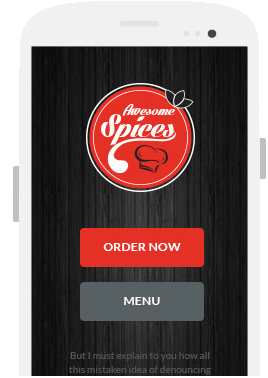 Awesome
Spices
ORDER NOW
MENU
But I must explain to you how all
this mistaken idea of denouncing